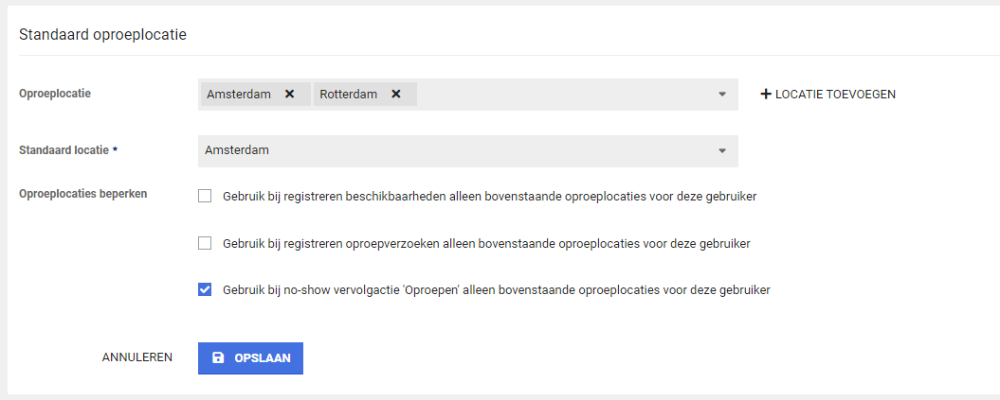 Standaard oproeplocatie
Oproeplocatie
Amsterdam
Rotterdam
LOCATIE TOEVOEGEN
Standaard locatie *
Amsterdam
Oproeplocaties beperken
Gebruik bij registreren beschikbaarheden alleen bovenstaande oproeplocaties voor deze gebruiker
Gebruik bij registreren oproepverzoeken alleen bovenstaande oproeplocaties voor deze gebruiker
Gebruik bij no-show vervolgactie 'Oproepen' alleen bovenstaande oproeplocaties voor deze gebruiker
ANNULEREN
OPSLAAN